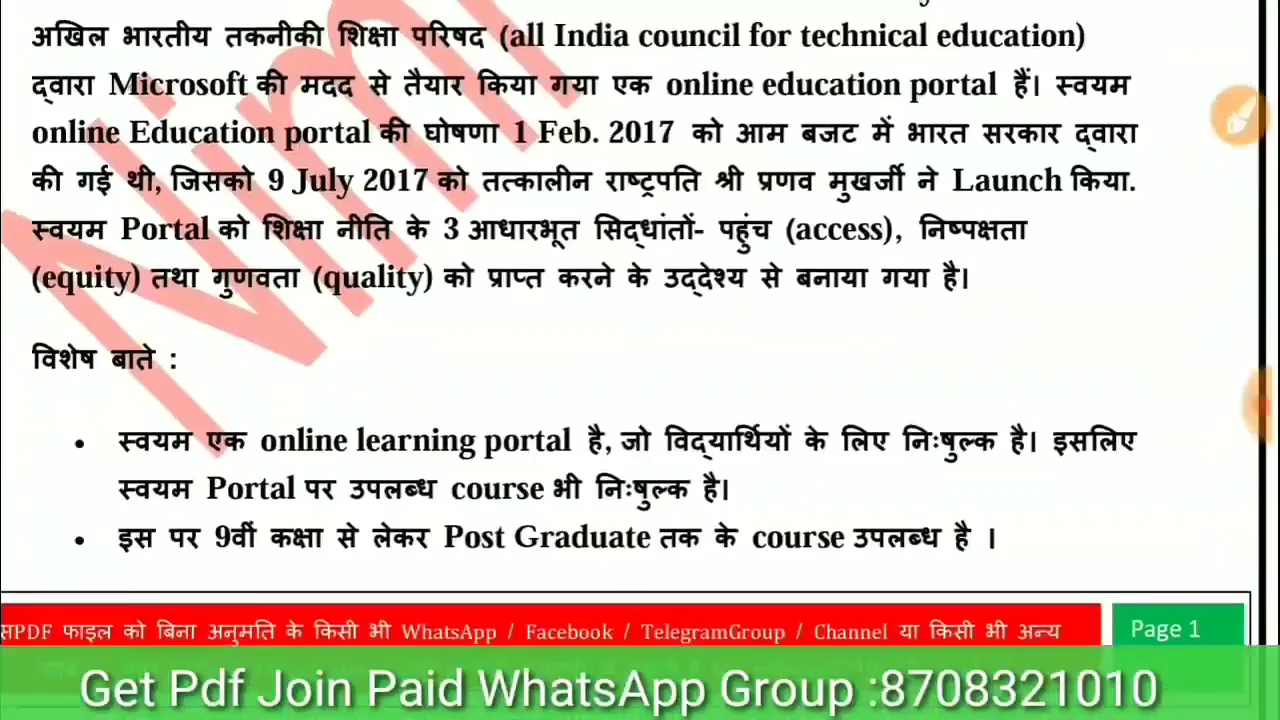 अखिल भारतीय तकनीकी शिक्षा परिषद (all India council for technical education)
द्वारा Microsoft की मदद से तैयार किया गया एक online education portal हैं। स्वयम
online Education portal की घोषणा 1 Feb. 2017 को आम बजट में भारत सरकार द्वारा
की गई थी, जिसको 9 July 2017 को तत्कालीन राष्ट्रपति श्री प्रणव मुखर्जी ने Launch किया.
स्वयम Portal को शिक्षा नीति के 3 आधारभूत सिद्धांतों- पहुंच (access), निष्पक्षता
(equity) तथा गुणवता (quality) को प्राप्त करने के उद्देश्य से बनाया गया है।
विशेष बाते :
• स्वयम एक online learning portal है, जो विद्यार्थियों के लिए निःषुल्क है। इसलिए
स्वयम Portal पर उपलब्ध course भी निःषुल्क है।
• इस पर 9वीं कक्षा से लेकर Post Graduate तक के course उपलब्ध है ।
सPDF फाइल को बिना अनुमति के किसी भी WhatsApp / Facebook / TelegramGroup / Channel या किसी भी अन्य
Page 1
Get Pdf Join Paid WhatsApp Group :8708321010